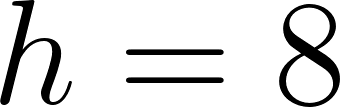 h = 8